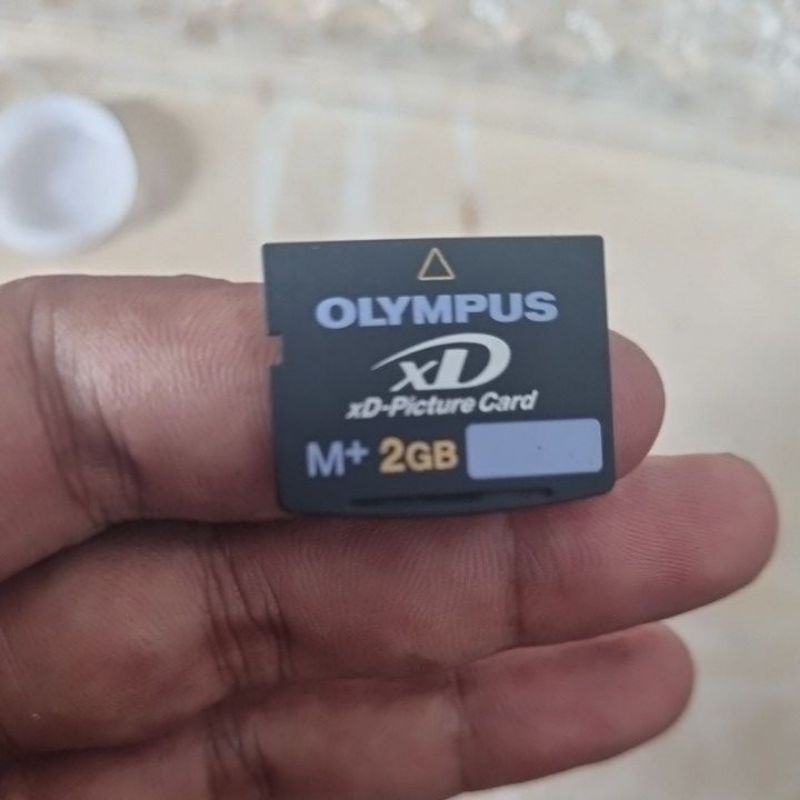 OLYMPUS
xD
xD-Picture Card
M+ 2GB